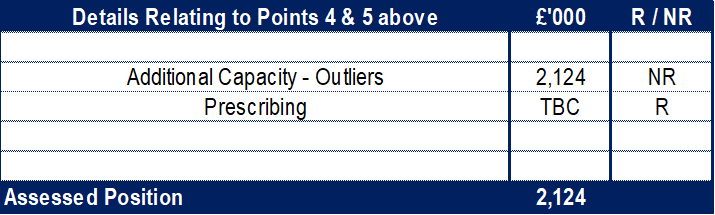 Details Relating to Points 4 & 5 above £'000 R / NR
Additional Capacity - Outliers 2,124 NR
Prescribing TBC R
Assessed Position 2,124